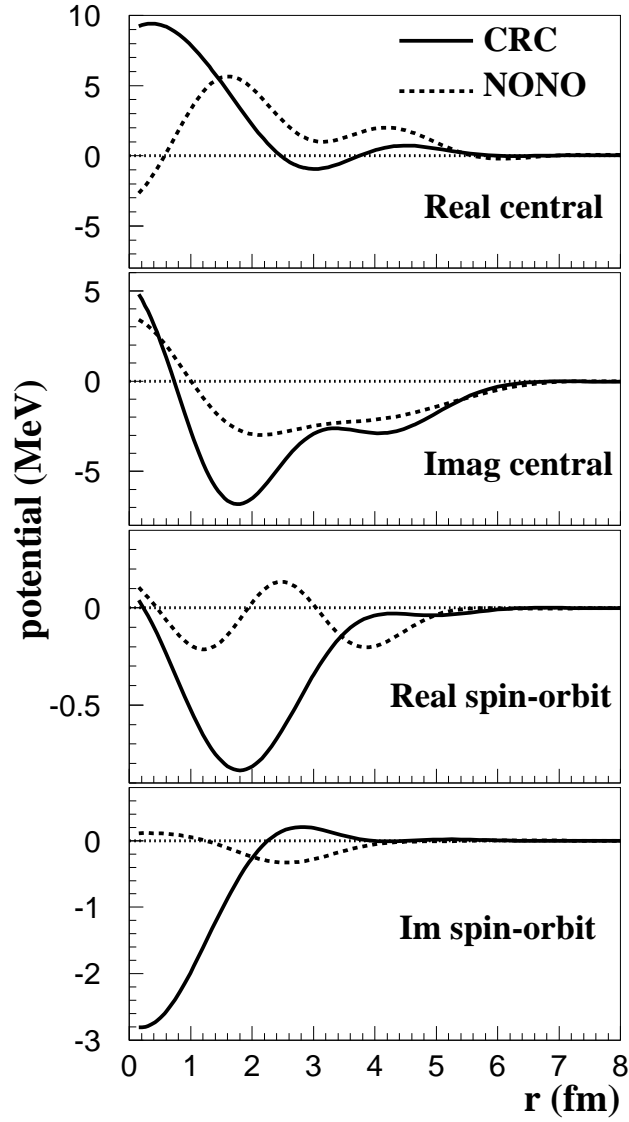 10
5
0
-5
CRC
NONO
Real central
5
0
-5
Imag central
0
-0.5
Real spin-orbit
0
-1
-2
-3
Im spin-orbit
0 1 2 3 4 5 6 7 8
r (fm)
potential (MeV)